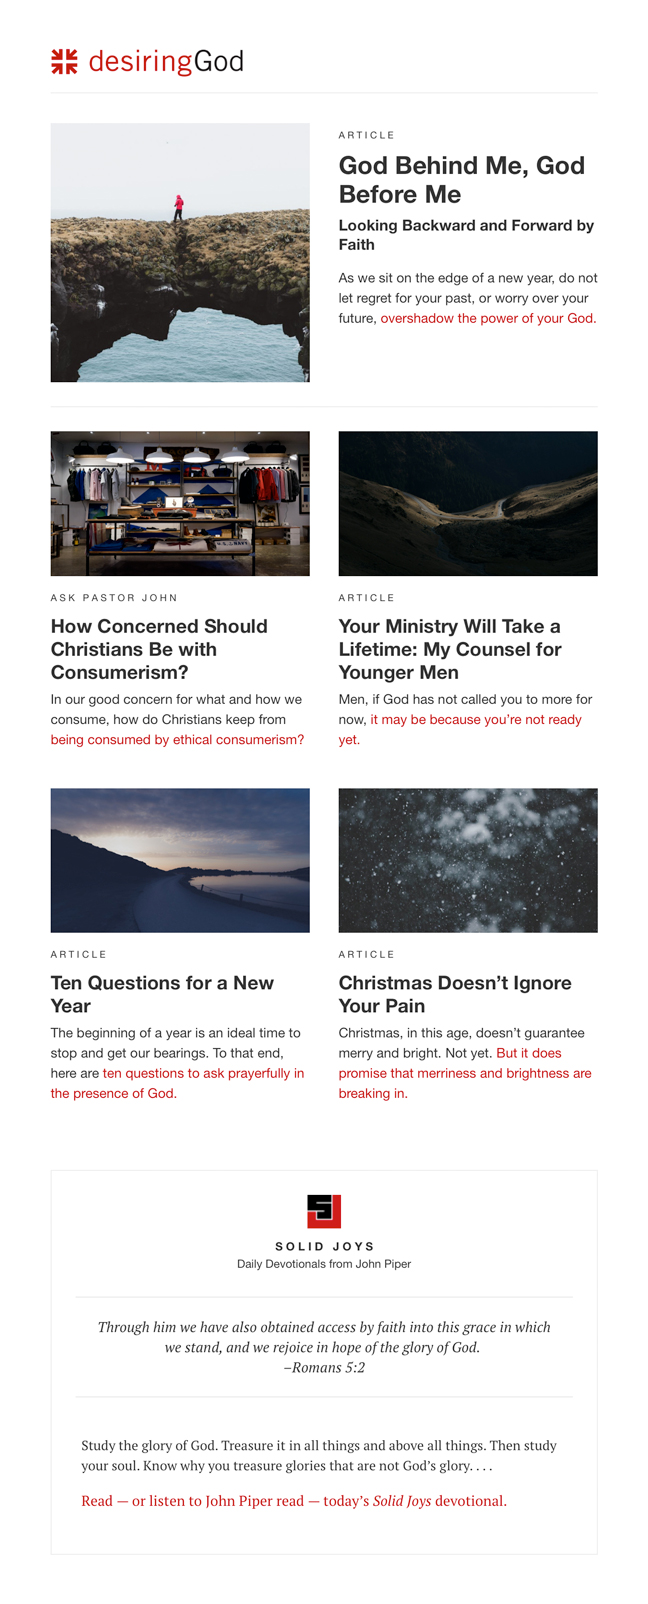 desiringGod
ARTICLE
God Behind Me, God
Before Me
Looking Backward and Forward by
Faith
As we sit on the edge of a new year, do not
let regret for your past, or worry over your
future, overshadow the power of your God.
ASK PASTOR JOHN
How Concerned Should
Christians Be with
Consumerism?
In our good concern for what and how we
consume, how do Christians keep from
being consumed by ethical consumerism?
ARTICLE
Your Ministry Will Take a
Lifetime: My Counsel for
Younger Men
Men, if God has not called you to more for
now, it may be because you’re not ready
yet.
ARTICLE
Ten Questions for a New
Year
The beginning of a year is an ideal time to
stop and get our bearings. To that end,
here are ten questions to ask prayerfully in
the presence of God.
ARTICLE
Christmas Doesn’t Ignore
Your Pain
Christmas, in this age, doesn’t guarantee
merry and bright. Not yet. But it does
promise that merriness and brightness are
breaking in.
SJ
SOLID JOYS
Daily Devotionals from John Piper
Through him we have also obtained access by faith into this grace in which
we stand, and we rejoice in hope of the glory of God.
–Romans 5:2
Study the glory of God. Treasure it in all things and above all things. Then study
your soul. Know why you treasure glories that are not God’s glory. . . .
Read — or listen to John Piper read — today’s Solid Joys devotional.